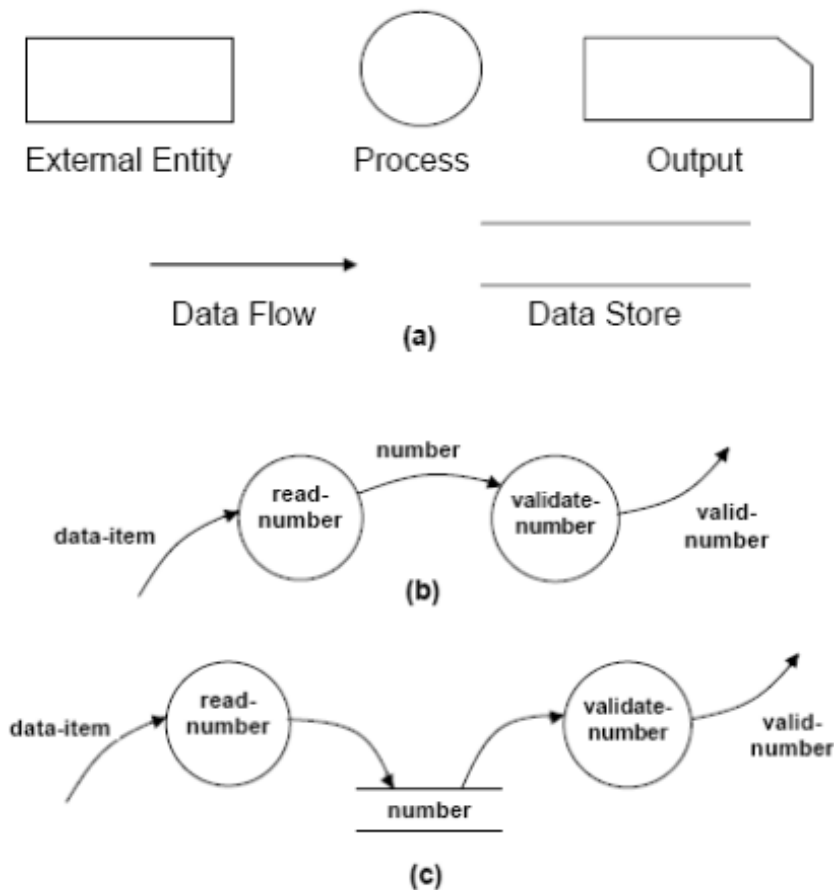 External Entity
Process
Output
Data Flow
Data Store
(a)
number
read-
number
validate-
number
data-item
valid-
number
(b)
read-
number
validate-
number
data-item
valid-
number
number
(c)